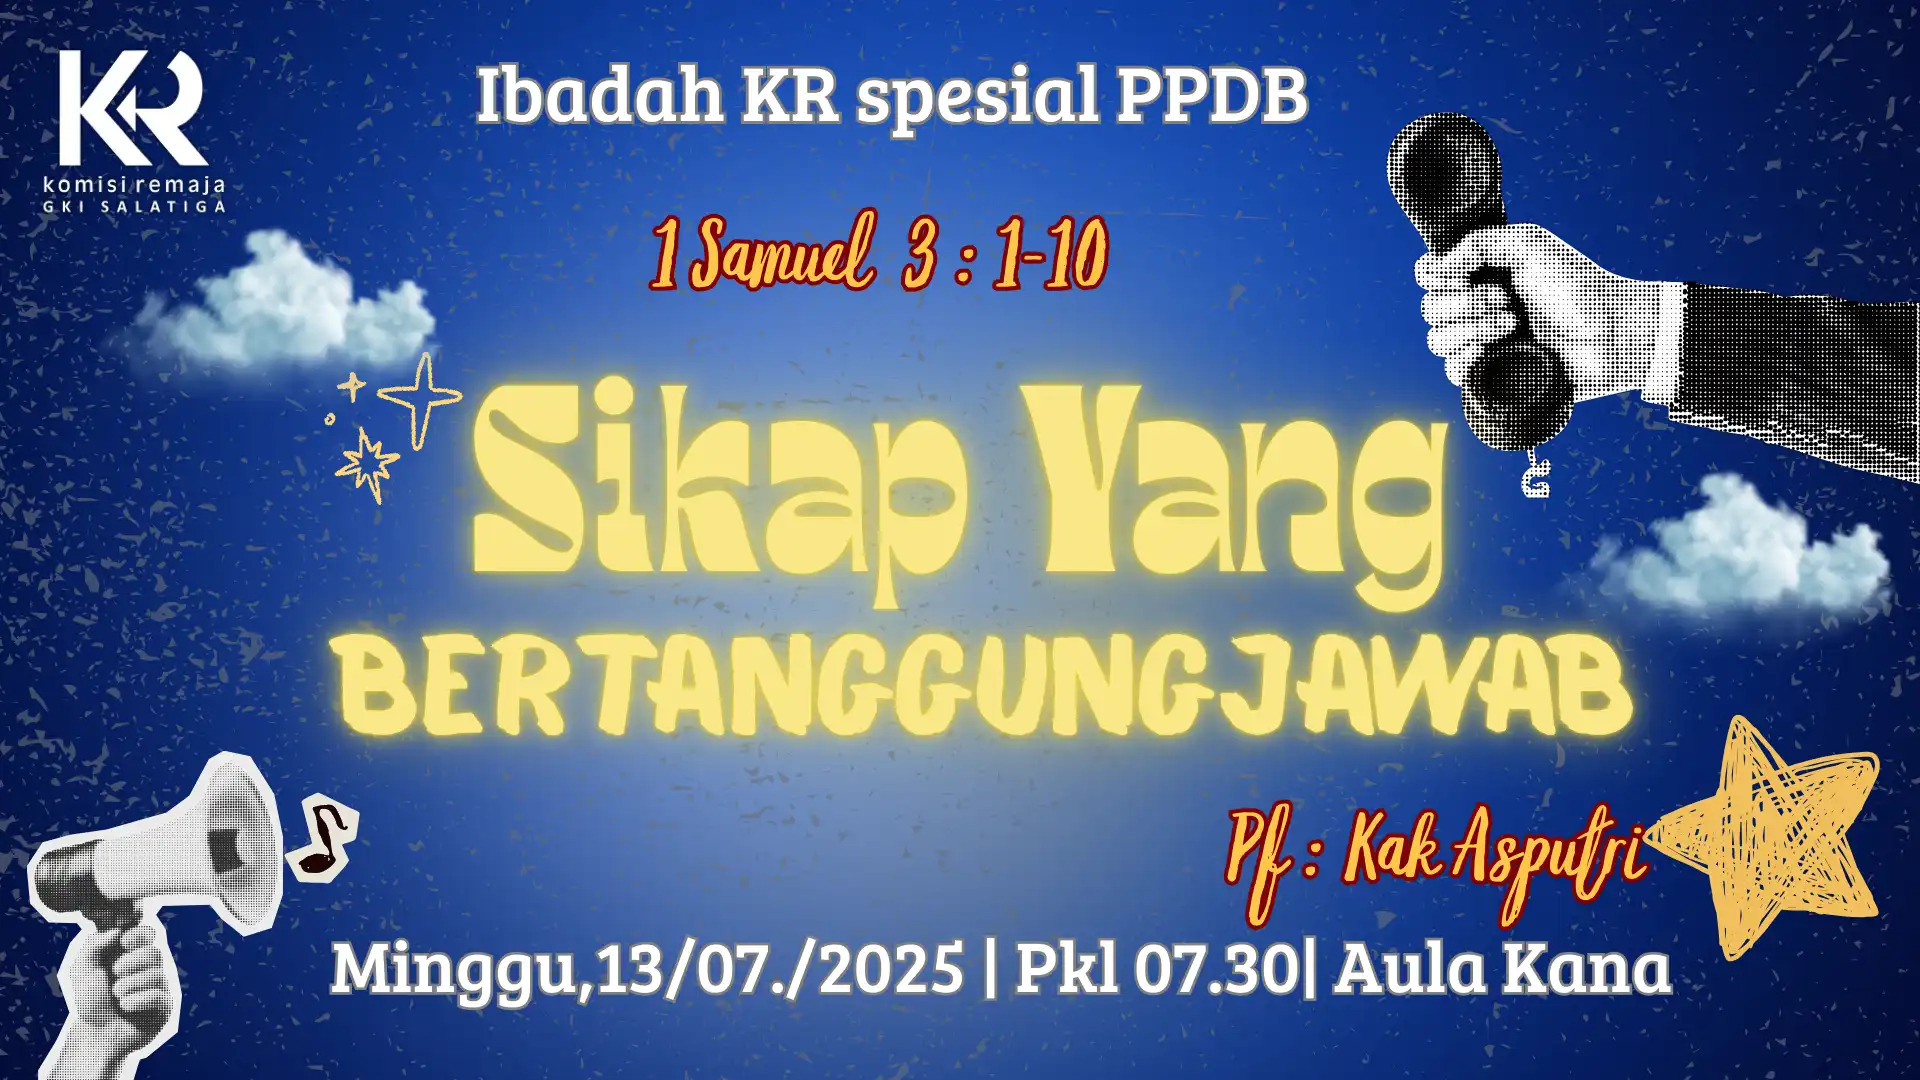 KR
komisi remaja
GKI SALATIGA
Ibadah KR spesial PPDB
1 Samuel 3 : 1-10
Sikap Yang
BERTANGGUNGJAWAB
Pf : Kak Asputri
Minggu,13/07./2025 | Pkl 07.30| Aula Kana